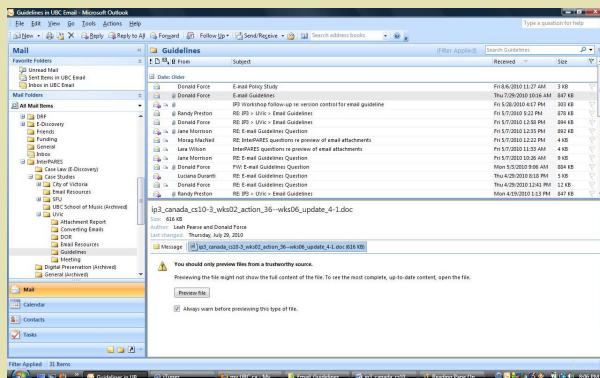 Guidelines in UBC Email - Microsoft Outlook
File Edit View Go Tools Actions Help
Type a question for help
New Reply Reply to All Forward Follow Up Send/Receive Search address books
Mail
Guidelines
(Filter Applied) Search Guidelines
Favorite Folders
Unread Mail
Sent Items in UBC Email
Inbox in UBC Email
Mail Folders
All Mail Items
DRF
E-Discovery
Friends
Funding
General
Inbox
InterPARES
Case Law (E-Discovery)
Case Studies
City of Victoria
Email Resources
SFU
UBC School of Music (Archived)
UVic
Attachment Report
Converting Emails
DOR
Email Resources
Guidelines
Meeting
Digital Preservation (Archived)
General (Archived)
Mail
Calendar
Contacts
Tasks
From Subject Received Size
Date: Older
Donald Force E-mail Policy Study Fri 8/6/2010 11:27 AM 3 KB
Donald Force E-mail Guidelines Thu 7/29/2010 10:16 AM 847 KB
Donald Force IP3 Workshop follow-up re: version control for email guideline Fri 5/28/2010 4:17 PM 303 KB
Randy Preston RE: IP3 > UVic > Email Guidelines Fri 5/7/2010 5:22 PM 878 KB
Donald Force RE: IP3 > UVic > Email Guidelines Fri 5/7/2010 12:58 PM 894 KB
Jane Morrison RE: E-mail Guidelines Question Fri 5/7/2010 12:35 PM 892 KB
Morag MacNeil InterPARES questions re preview of email attachments Fri 5/7/2010 12:22 PM 4 KB
Lara Wilson InterPARES questions re preview of email attachments Fri 5/7/2010 11:33 AM 4 KB
Jane Morrison RE: E-mail Guidelines Question Fri 5/7/2010 10:26 AM 9 KB
Donald Force FW: E-mail Guidelines Question Mon 5/3/2010 9:06 AM 884 KB
Luciana Duranti RE: E-mail Guidelines Question Thu 4/29/2010 8:18 PM 5 KB
Donald Force RE: E-mail Guidelines Question Thu 4/29/2010 12:41 PM 12 KB
Randy Preston RE: IP3 > UVic > Email Guidelines Mon 4/19/2010 1:13 PM 847 KB
ip3_canada_cs10-3_wks02_action_36--wks06_update_4-1.doc
Size: 616 KB
Author: Leah Pearse and Donald Force
Last changed: Thursday, July 29, 2010
Message ip3_canada_cs10-3_wks02_action_36--wks06_update_4-1.doc (616 KB)
You should only preview files from a trustworthy source.
Previewing the file might not show the full content of the file. To see the most complete, up-to-date content, open the file.
Preview file
Always warn before previewing this type of file.
Filter Applied 31 Items
Guidelines in UB... iTunes Email Guidelines 8:06 PM